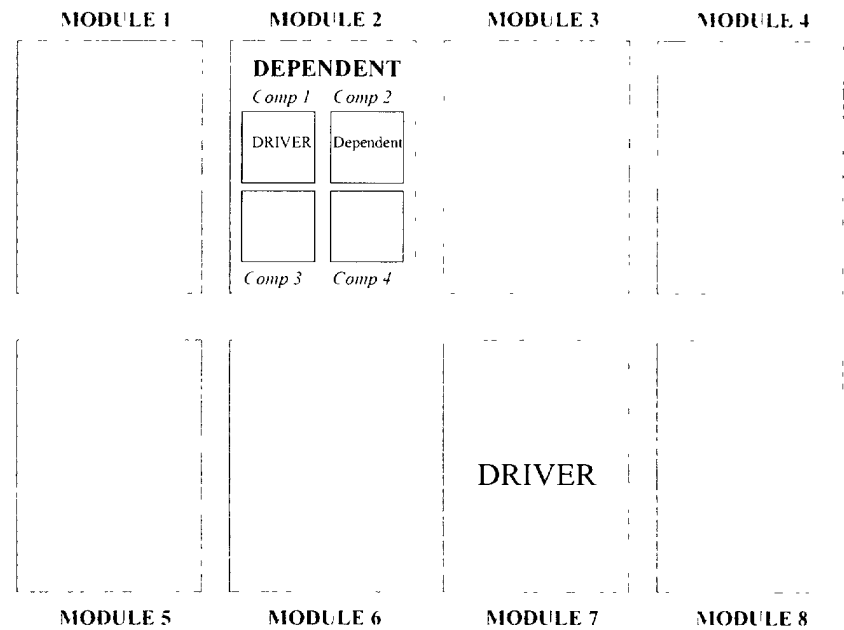 MODULE 1 MODULE 2 MODULE 3 MODULE 4
DEPENDENT
Comp 1 Comp 2
DRIVER Dependent
Comp 3 Comp 4
DRIVER
MODULE 5 MODULE 6 MODULE 7 MODULE 8